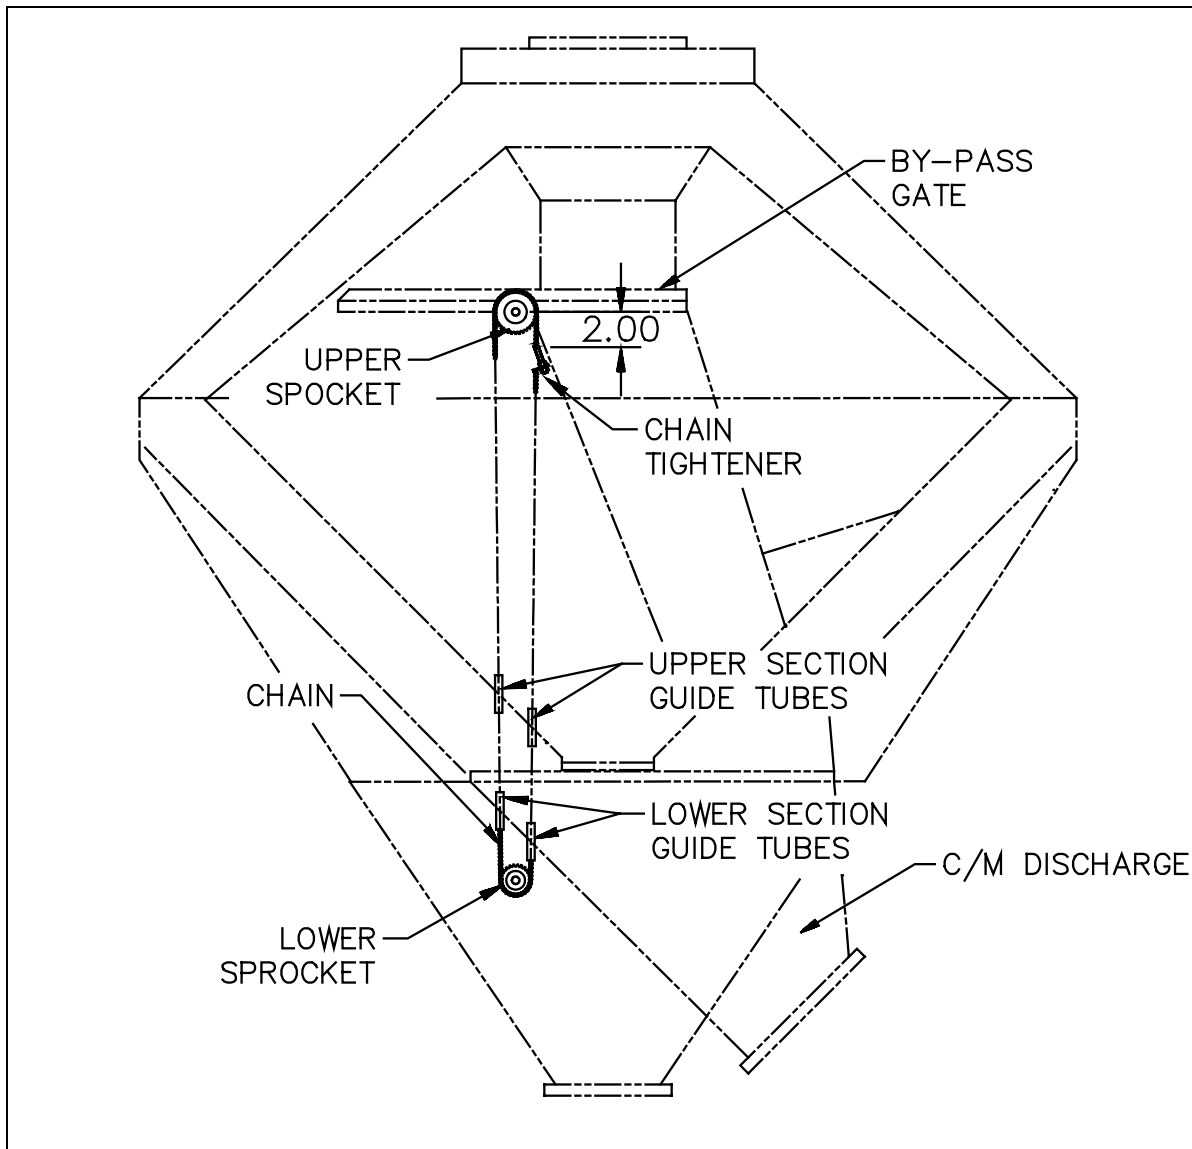 BY-PASS
GATE
2.00
UPPER
SPOCKET
CHAIN
TIGHTENER
UPPER SECTION
GUIDE TUBES
CHAIN
LOWER SECTION
GUIDE TUBES
C/M DISCHARGE
LOWER
SPROCKET